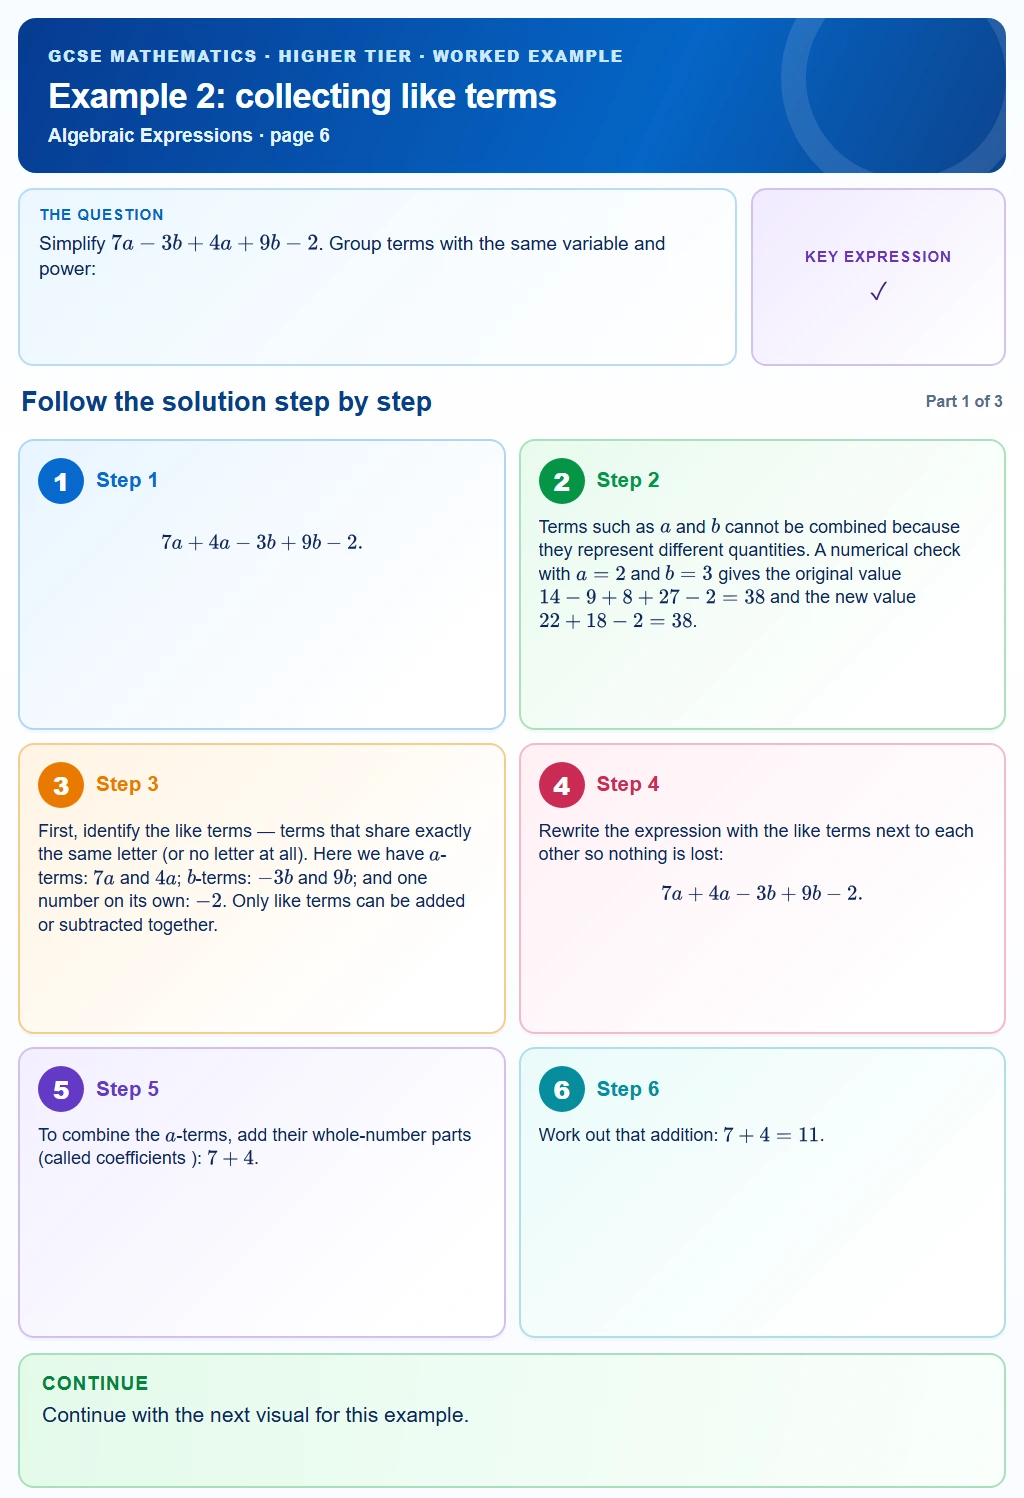 GCSE MATHEMATICS · HIGHER TIER · WORKED EXAMPLE
Example 2: collecting like terms
Algebraic Expressions · page 6
THE QUESTION
Simplify 7a − 3b + 4a + 9b − 2. Group terms with the same variable and
power:
KEY EXPRESSION
✓
Follow the solution step by step
Part 1 of 3
1 Step 1
7a + 4a − 3b + 9b − 2.
2 Step 2
Terms such as a and b cannot be combined because
they represent different quantities. A numerical check
with a = 2 and b = 3 gives the original value
14 − 9 + 8 + 27 − 2 = 38 and the new value
22 + 18 − 2 = 38.
3 Step 3
First, identify the like terms — terms that share exactly
the same letter (or no letter at all). Here we have a-
terms: 7a and 4a; b-terms: −3b and 9b; and one
number on its own: −2. Only like terms can be added
or subtracted together.
4 Step 4
Rewrite the expression with the like terms next to each
other so nothing is lost:
7a + 4a − 3b + 9b − 2.
5 Step 5
To combine the a-terms, add their whole-number parts
(called coefficients ): 7 + 4.
6 Step 6
Work out that addition: 7 + 4 = 11.
CONTINUE
Continue with the next visual for this example.